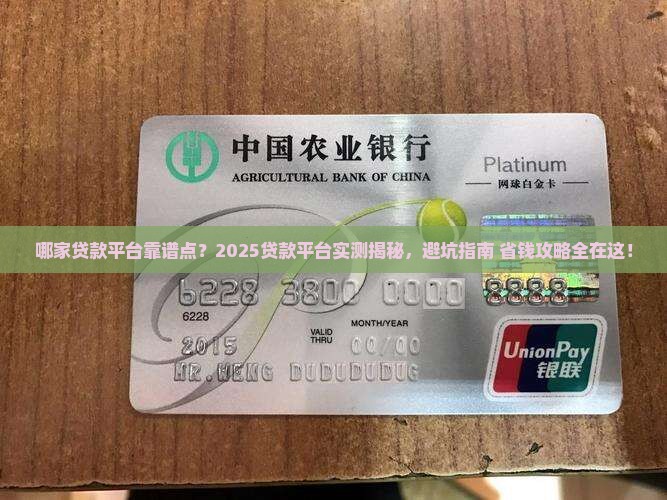 中国农业银行
AGRICULTURAL BANK OF CHINA
Platinum
网球白金卡
哪家贷款平台靠谱点？2025贷款平台实测揭秘，避坑指南 省钱攻略全在这！
6228 3800 0000 8888
6228
VALID THRU
MONTH/YEAR
2015 00/00
MR.WENG DUDUDUDUG
UnionPay
银联